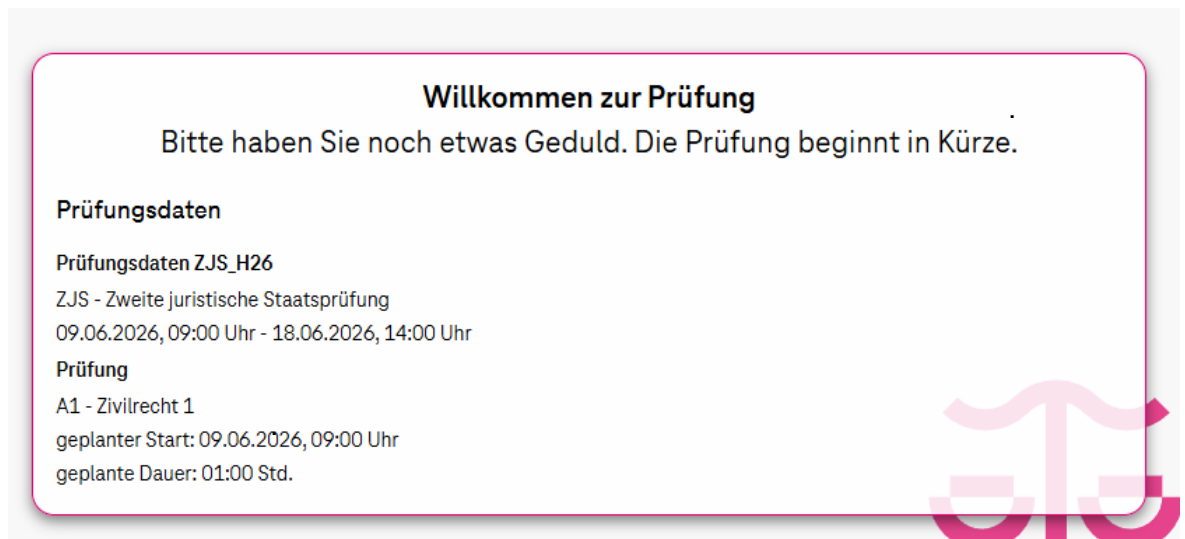 Willkommen zur Prüfung
Bitte haben Sie noch etwas Geduld. Die Prüfung beginnt in Kürze.
Prüfungsdaten
Prüfungsdaten ZJS_H26
ZJS - Zweite juristische Staatsprüfung
09.06.2026, 09:00 Uhr - 18.06.2026, 14:00 Uhr
Prüfung
A1 - Zivilrecht 1
geplanter Start: 09.06.2026, 09:00 Uhr
geplante Dauer: 01:00 Std.